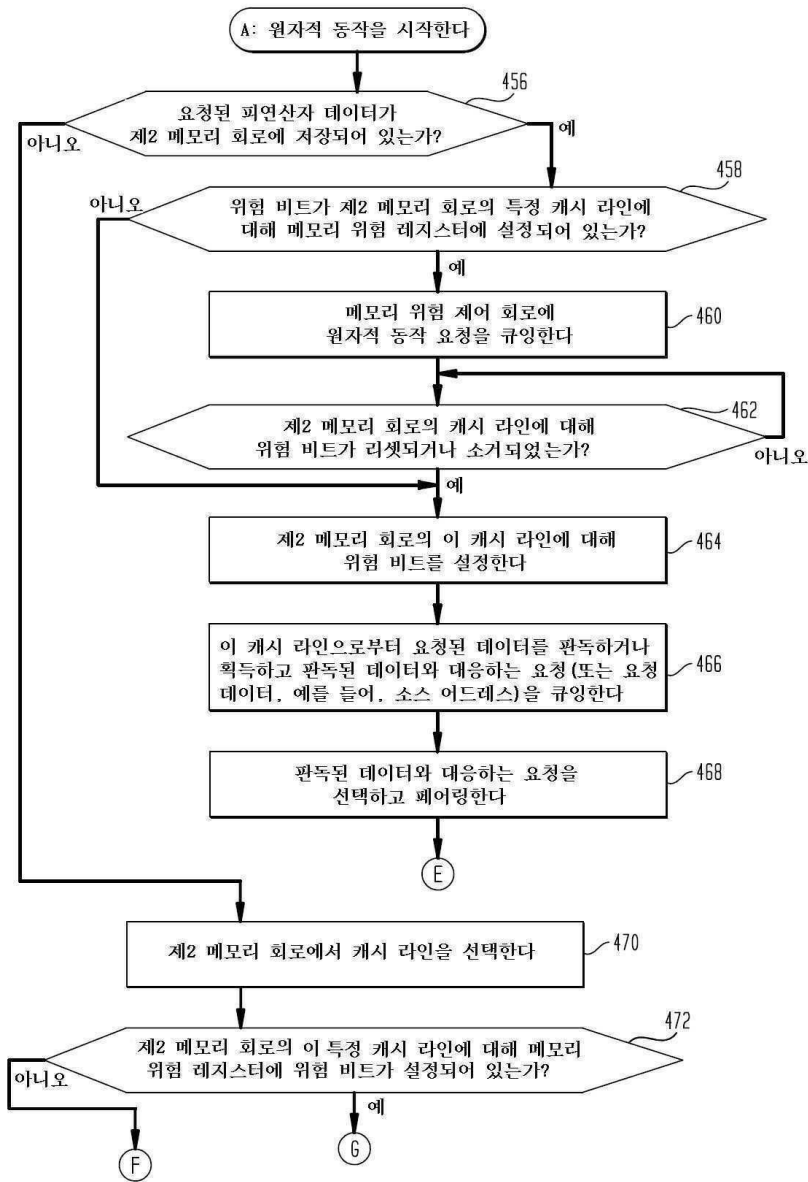 A: 원자적 동작을 시작한다
456
요청된 피연산자 데이터가
제2 메모리 회로에 저장되어 있는가?
아니오
예
458
아니오
위험 비트가 제2 메모리 회로의 특정 캐시 라인에
대해 메모리 위험 레지스터에 설정되어 있는가?
예
메모리 위험 제어 회로에
원자적 동작 요청을 큐잉한다
460
462
제2 메모리 회로의 캐시 라인에 대해
위험 비트가 리셋되거나 소거되었는가?
아니오
예
제2 메모리 회로의 이 캐시 라인에 대해
위험 비트를 설정한다
464
이 캐시 라인으로부터 요청된 데이터를 판독하거나
획득하고 판독된 데이터와 대응하는 요청(또는 요청
데이터, 예를 들어, 소스 어드레스)을 큐잉한다
466
판독된 데이터와 대응하는 요청을
선택하고 페어링한다
468
E
제2 메모리 회로에서 캐시 라인을 선택한다
470
472
제2 메모리 회로의 이 특정 캐시 라인에 대해 메모리
위험 레지스터에 위험 비트가 설정되어 있는가?
아니오
예
F
G